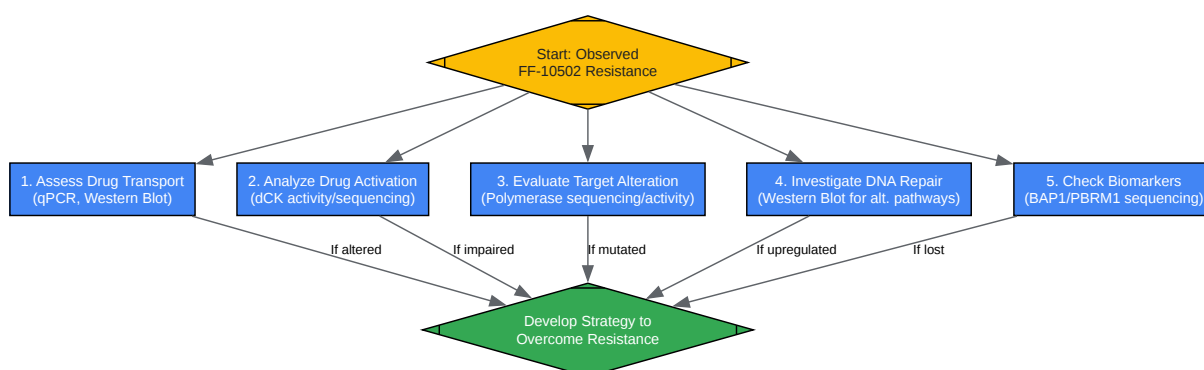 Start: Observed
FF-10502 Resistance
1. Assess Drug Transport
(qPCR, Western Blot)
2. Analyze Drug Activation
(dCK activity/sequencing)
3. Evaluate Target Alteration
(Polymerase sequencing/activity)
4. Investigate DNA Repair
(Western Blot for alt. pathways)
5. Check Biomarkers
(BAP1/PBRM1 sequencing)
If altered
If impaired
If mutated
If upregulated
If lost
Develop Strategy to
Overcome Resistance